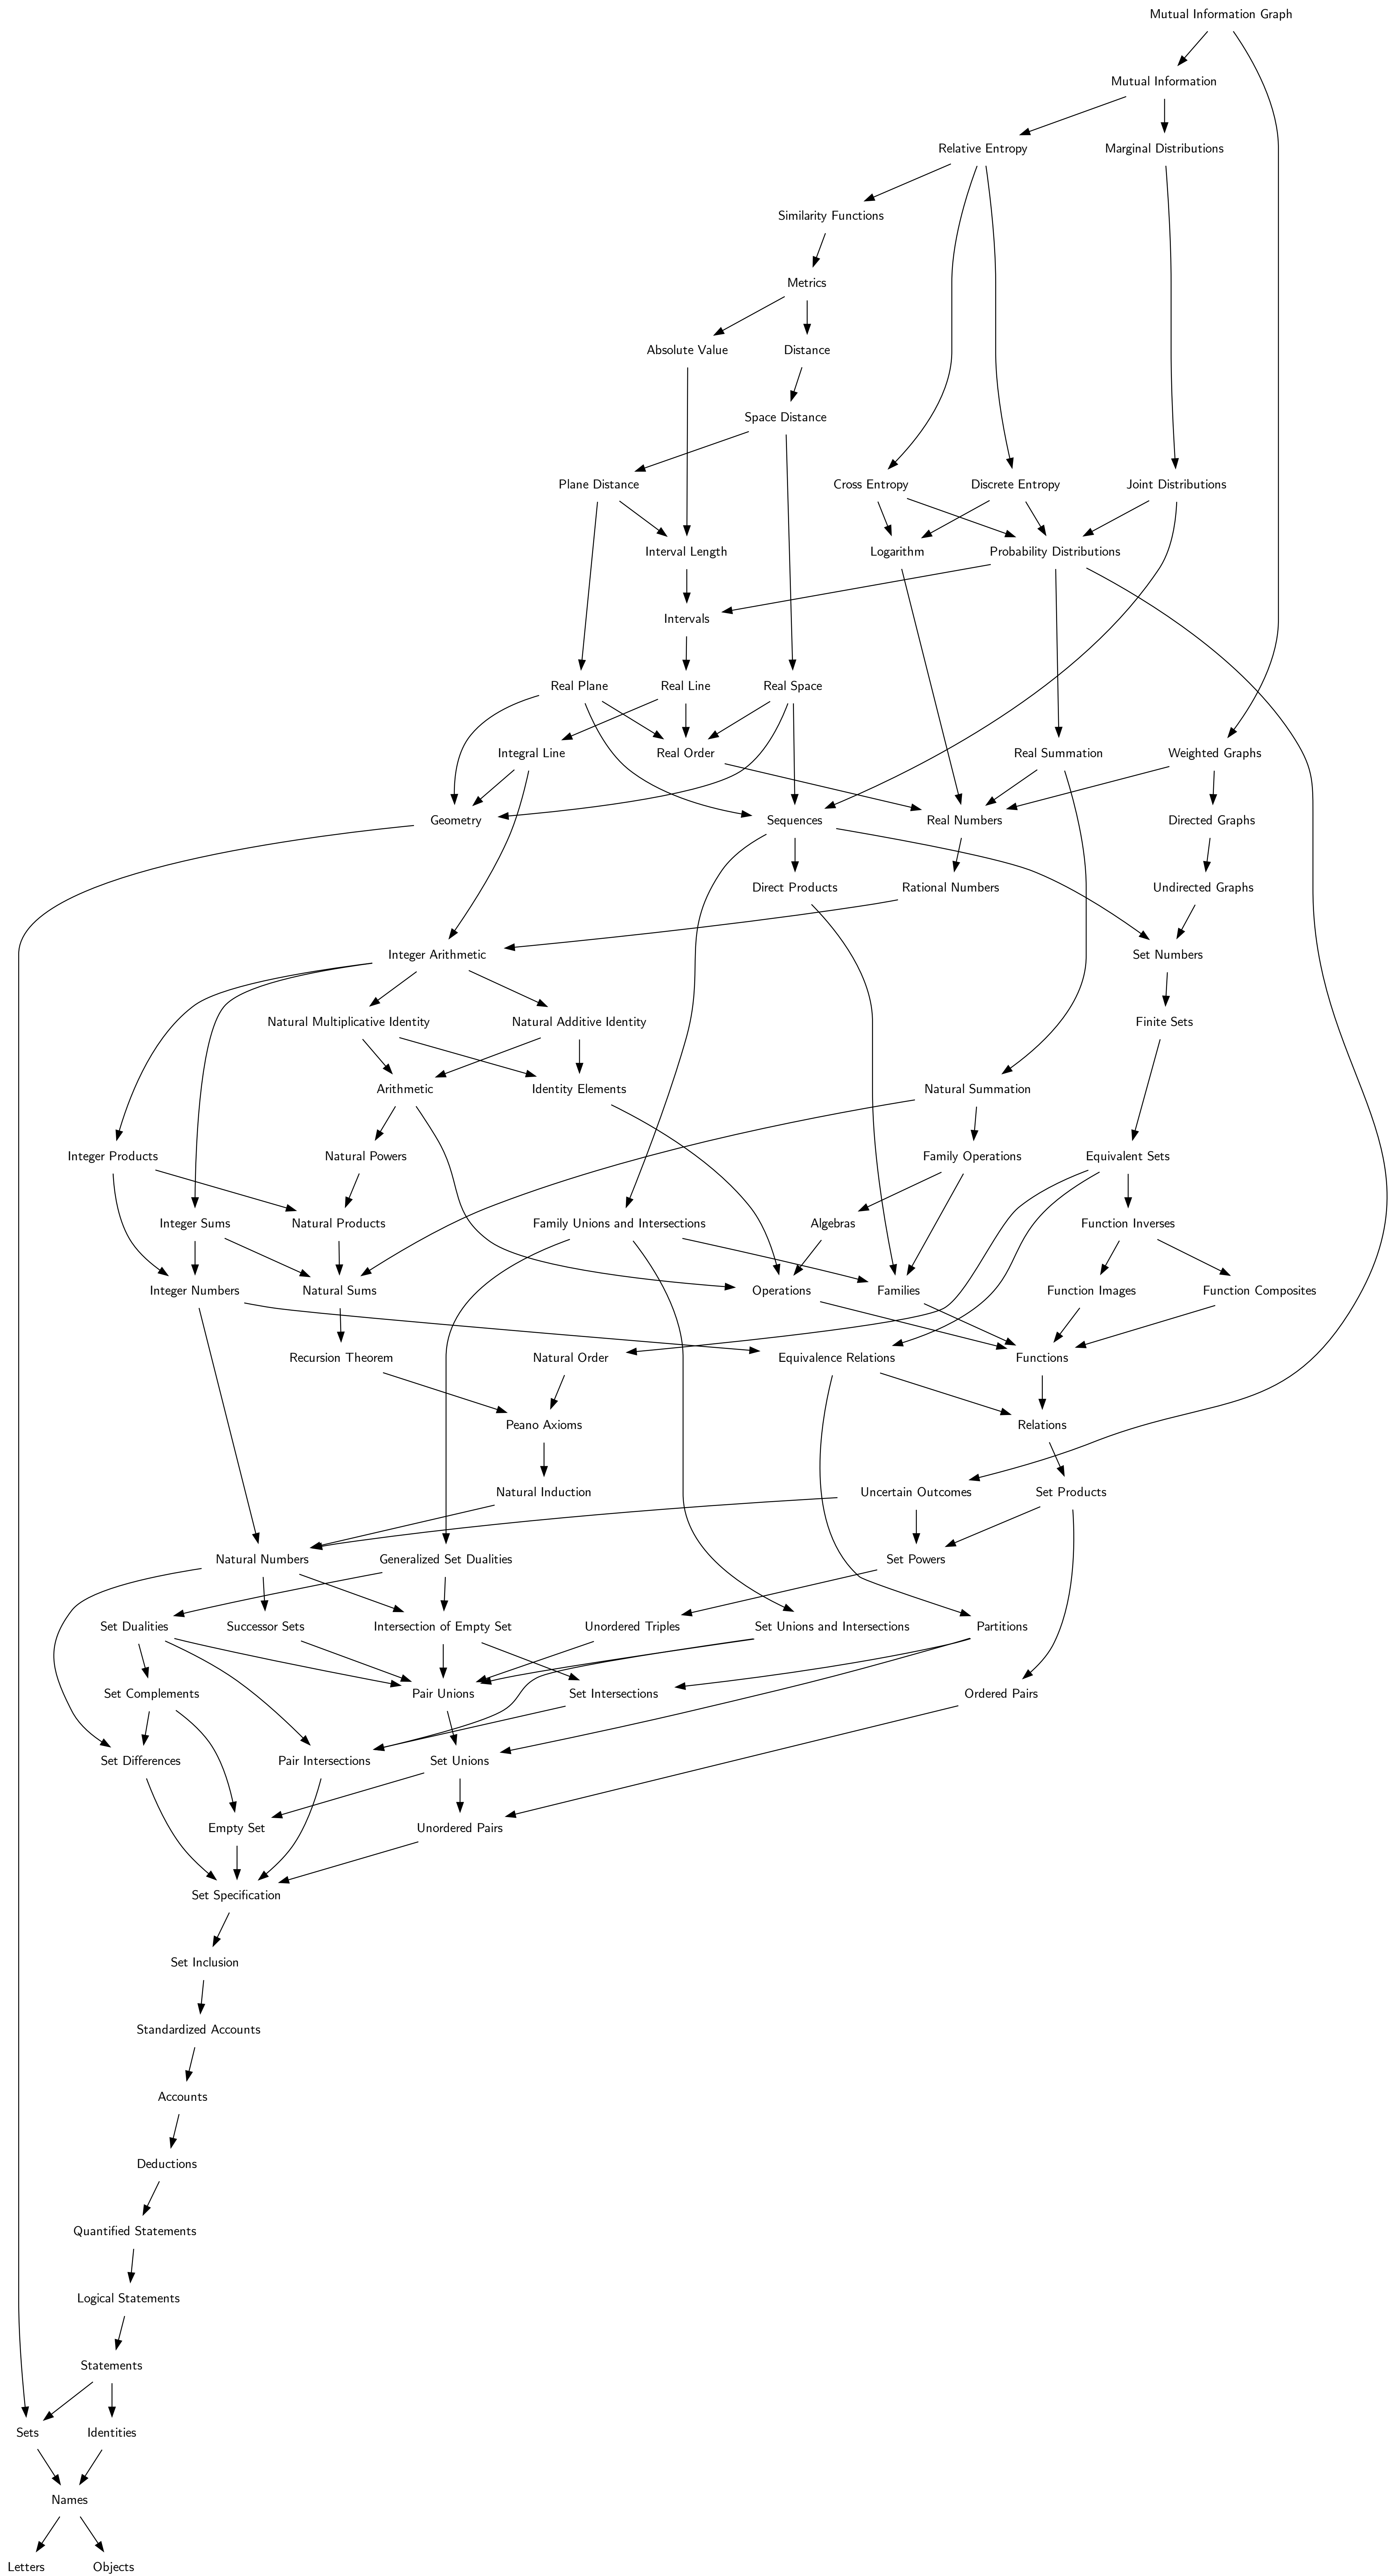 Mutual Information Graph
Mutual Information
Relative Entropy
Marginal Distributions
Similarity Functions
Metrics
Absolute Value
Distance
Space Distance
Plane Distance
Cross Entropy
Discrete Entropy
Joint Distributions
Interval Length
Logarithm
Probability Distributions
Intervals
Real Plane
Real Line
Real Space
Integral Line
Real Order
Real Summation
Weighted Graphs
Geometry
Sequences
Real Numbers
Directed Graphs
Direct Products
Rational Numbers
Undirected Graphs
Integer Arithmetic
Set Numbers
Natural Multiplicative Identity
Natural Additive Identity
Finite Sets
Arithmetic
Identity Elements
Natural Summation
Integer Products
Natural Powers
Family Operations
Equivalent Sets
Integer Sums
Natural Products
Family Unions and Intersections
Algebras
Function Inverses
Integer Numbers
Natural Sums
Operations
Families
Function Images
Function Composites
Recursion Theorem
Natural Order
Equivalence Relations
Functions
Peano Axioms
Relations
Natural Induction
Uncertain Outcomes
Set Products
Natural Numbers
Generalized Set Dualities
Set Powers
Set Dualities
Successor Sets
Intersection of Empty Set
Unordered Triples
Set Unions and Intersections
Partitions
Set Complements
Pair Unions
Set Intersections
Ordered Pairs
Set Differences
Pair Intersections
Set Unions
Empty Set
Unordered Pairs
Set Specification
Set Inclusion
Standardized Accounts
Accounts
Deductions
Quantified Statements
Logical Statements
Statements
Sets
Identities
Names
Letters
Objects